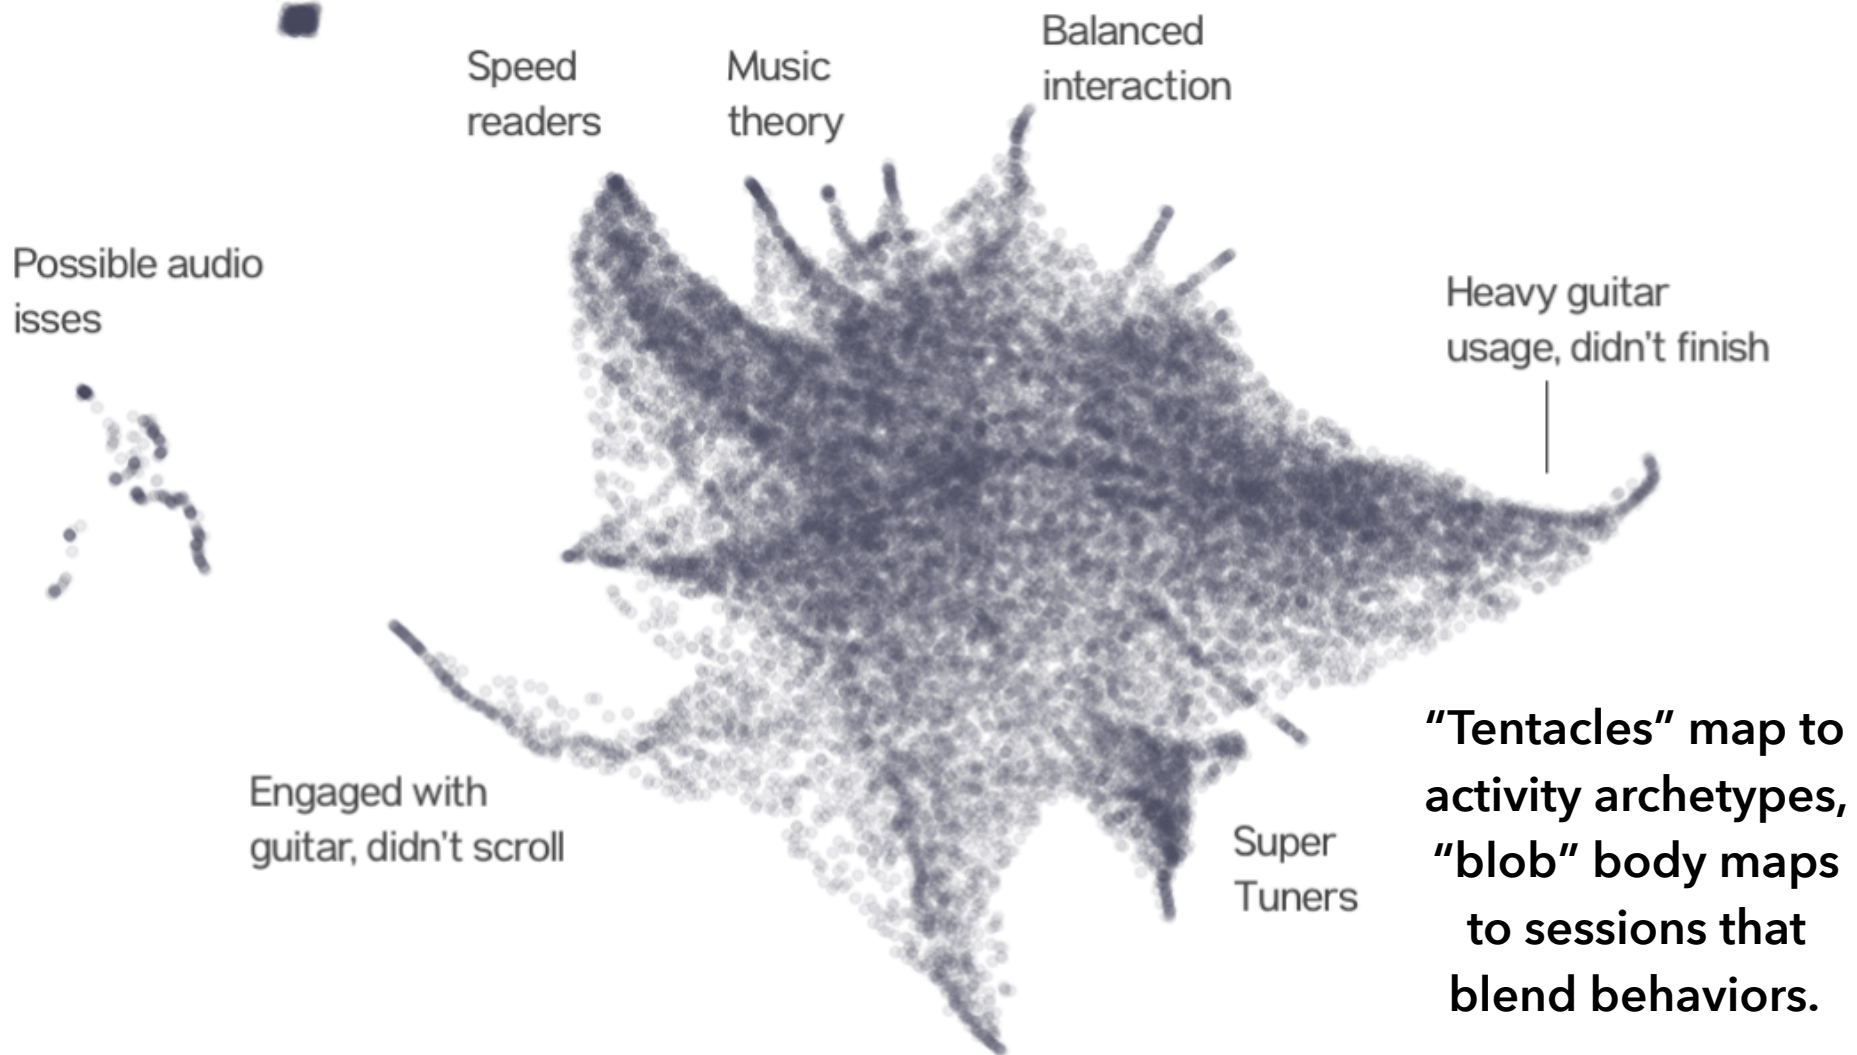 Speed
readers
Music
theory
Balanced
interaction
Possible audio
isses
Heavy guitar
usage, didn't finish
Engaged with
guitar, didn't scroll
Super
Tuners
“Tentacles” map to
activity archetypes,
“blob” body maps
to sessions that
blend behaviors.